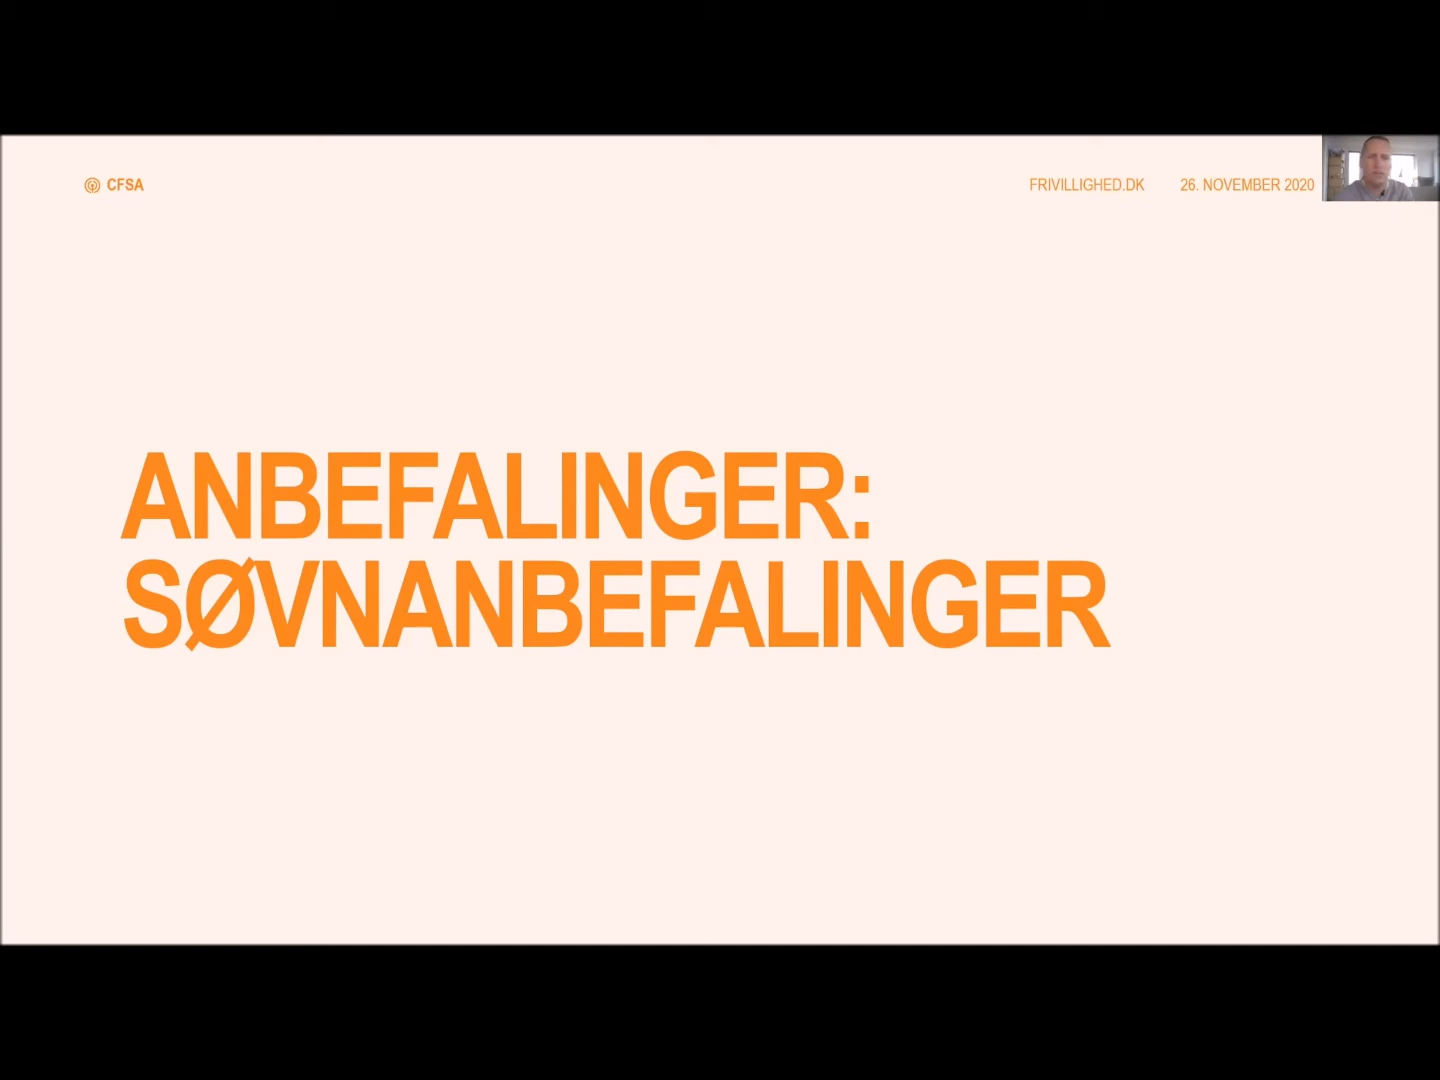 CFSA
FRIVILLIGHED.DK
26. NOVEMBER 2020
ANBEFALINGER:
SØVNANBEFALINGER